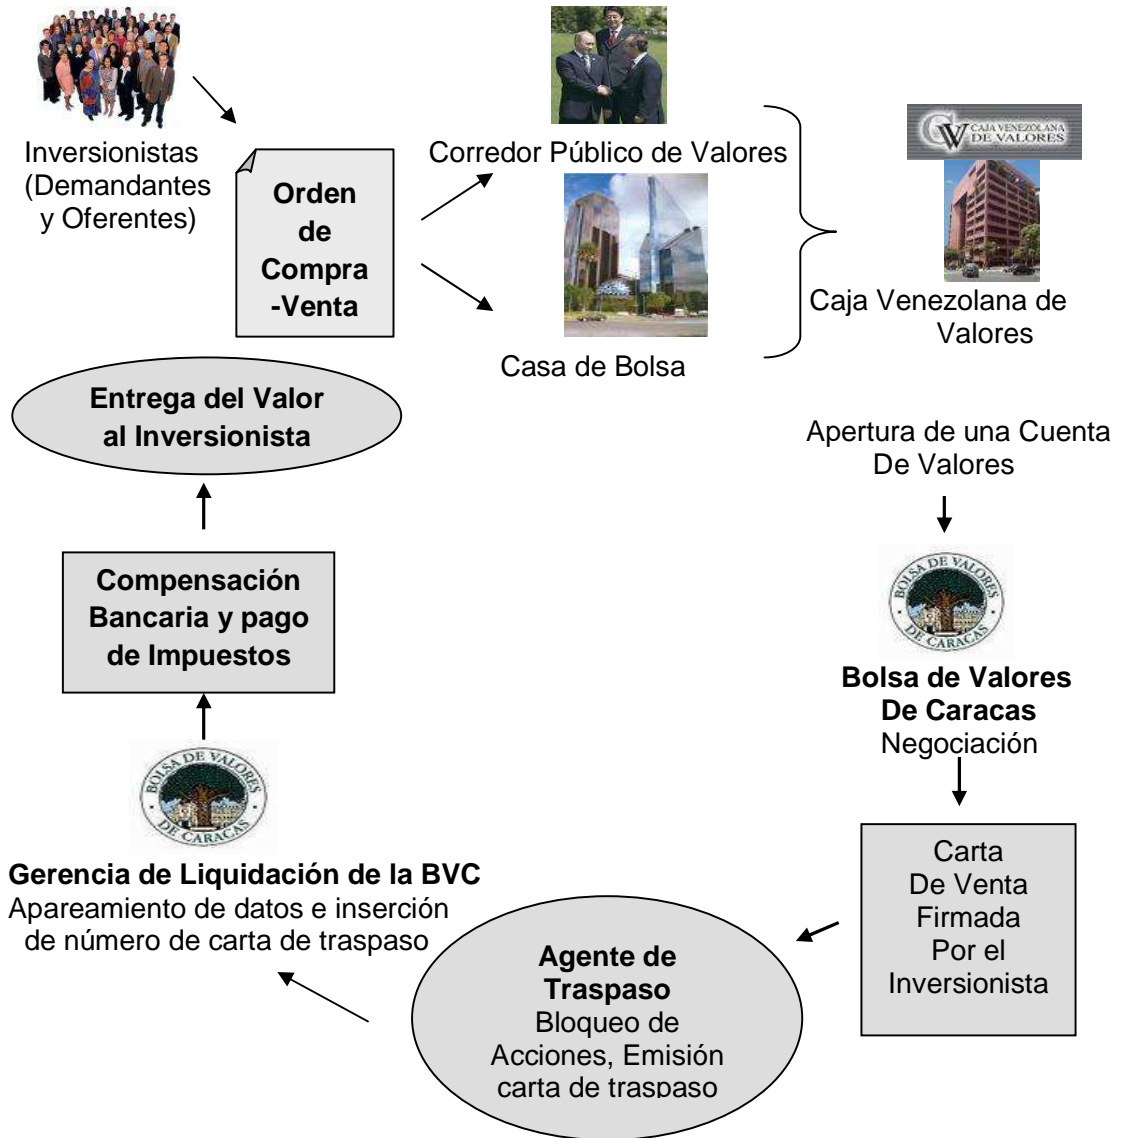 Inversionistas
(Demandantes
y Oferentes)
Orden
de
Compra
-Venta
Corredor Público de Valores
Casa de Bolsa
CVV CAJA VENEZOLANA
DE VALORES
Caja Venezolana de
Valores
Apertura de una Cuenta
De Valores
BOLSA DE VALORES
DE CARACAS
Bolsa de Valores
De Caracas
Negociación
Carta
De Venta
Firmada
Por el
Inversionista
Agente de
Traspaso
Bloqueo de
Acciones, Emisión
carta de traspaso
BOLSA DE VALORES
DE CARACAS
Gerencia de Liquidación de la BVC
Apareamiento de datos e inserción
de número de carta de traspaso
Compensación
Bancaria y pago
de Impuestos
Entrega del Valor
al Inversionista